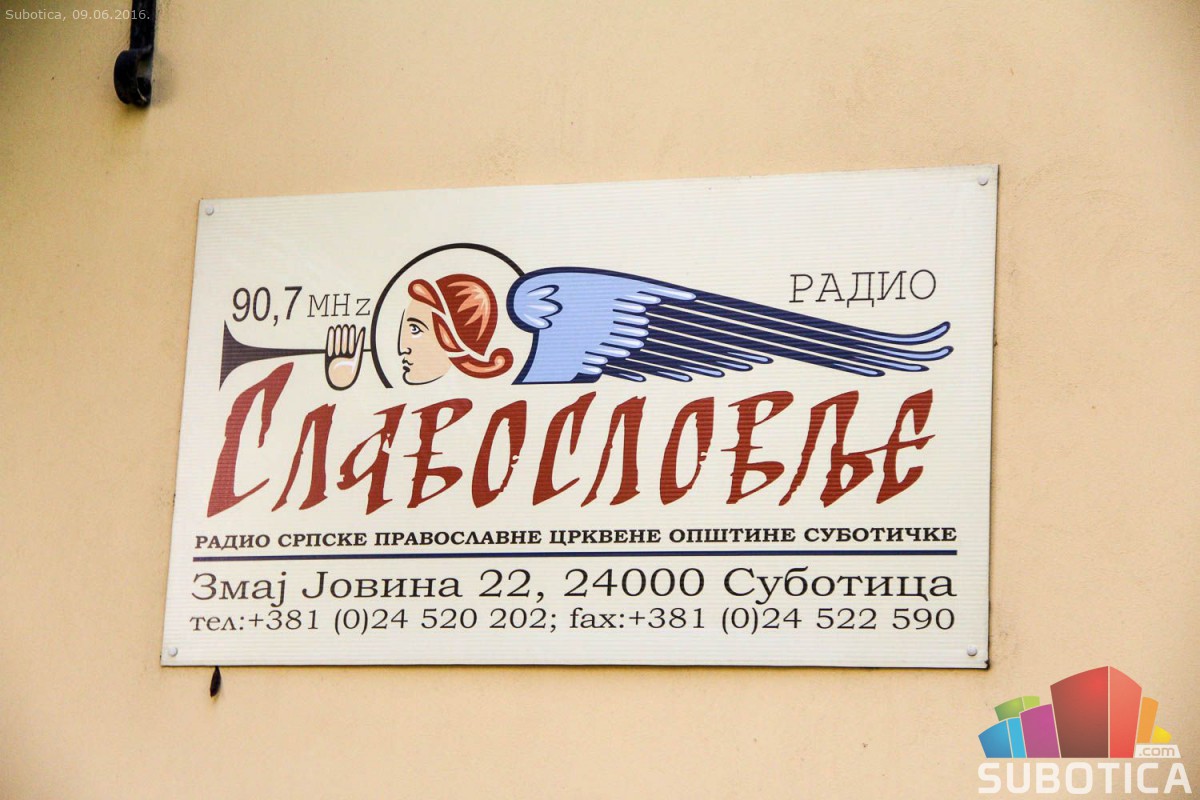 Subotica, 09.06.2016.
90,7 MHz
РАДИО
Славословље
РАДИО СРПСКЕ ПРАВОСЛАВНЕ ЦРКВЕНЕ ОПШТИНЕ СУБОТИЧКЕ
Змај Јовина 22, 24000 Суботица
тел:+381 (0)24 520 202; fax:+381 (0)24 522 590
.com
SUBOTICA